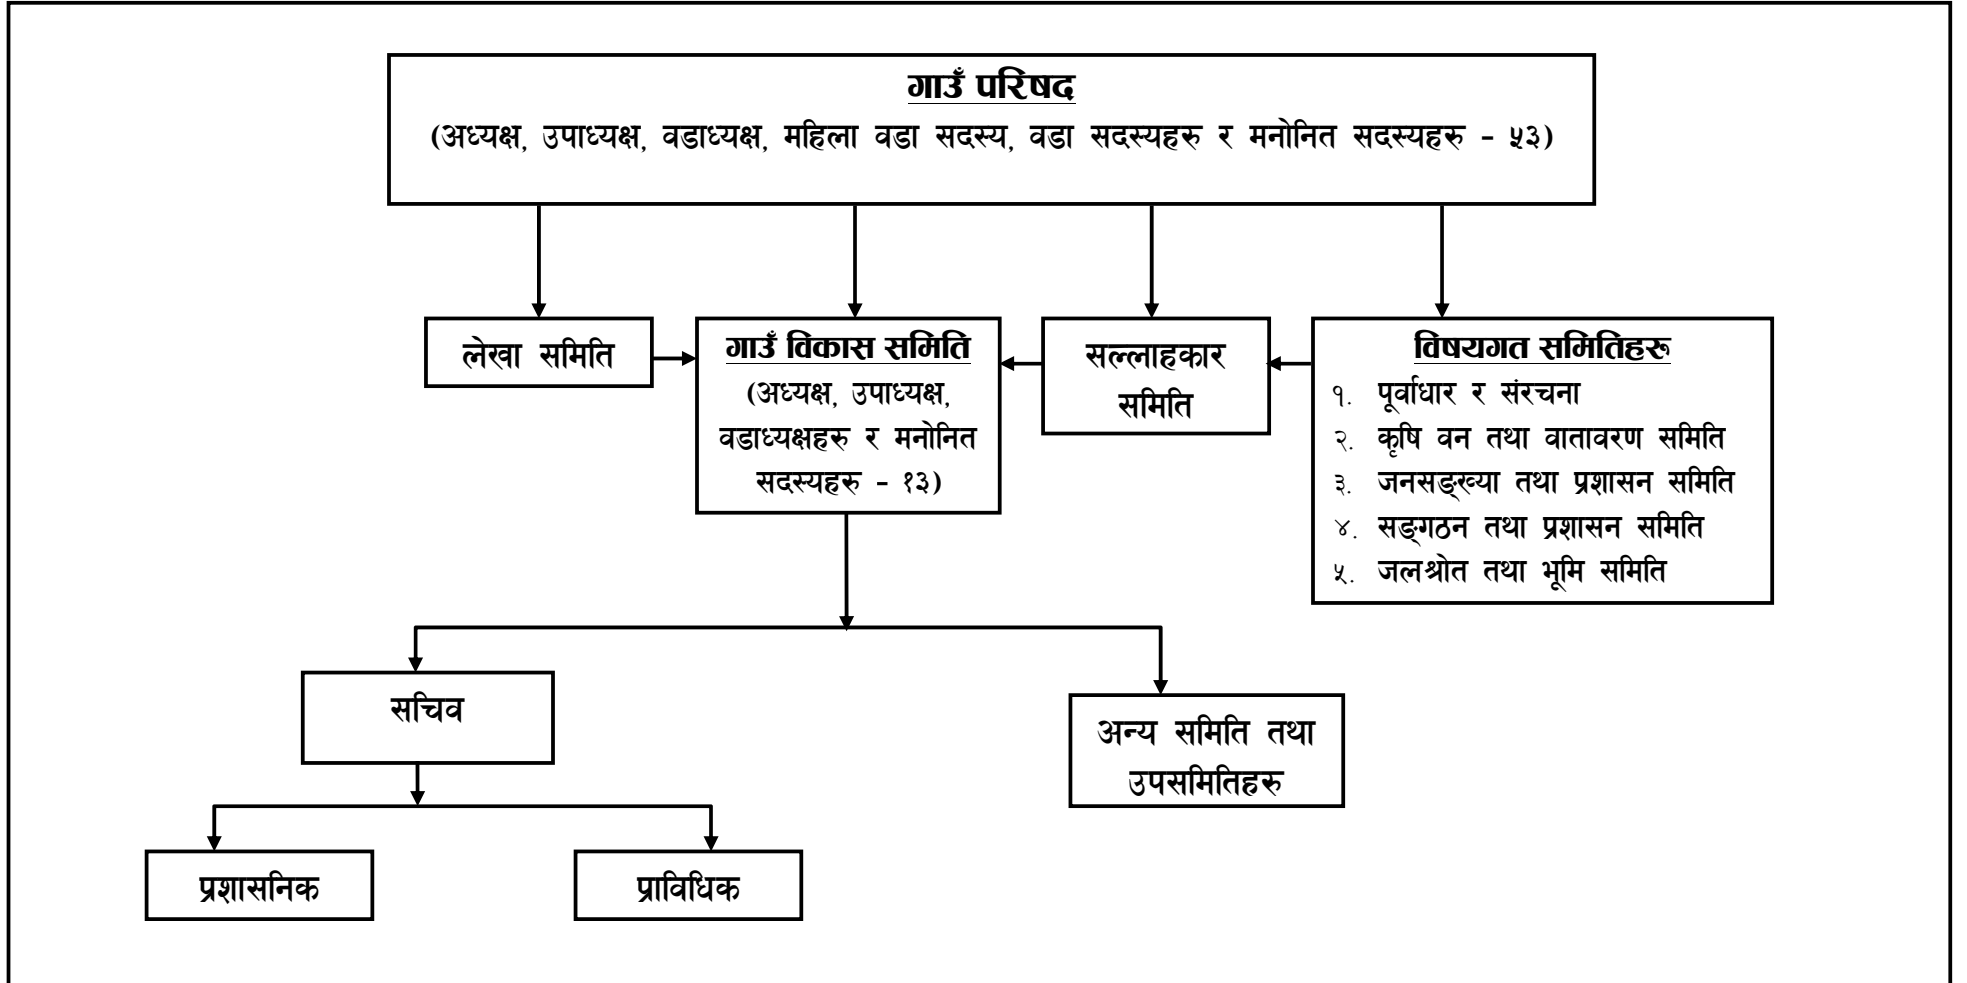 गाउँ परिषद
(अध्यक्ष, उपाध्यक्ष, वडाध्यक्ष, महिला वडा सदस्य, वडा सदस्यहरु र मनोनित सदस्यहरु - ५३)
लेखा समिति
गाउँ विकास समिति
(अध्यक्ष, उपाध्यक्ष,
वडाध्यक्षहरु र मनोनित
सदस्यहरु - १३)
सल्लाहकार
समिति
विषयगत समितिहरू
१. पूर्वाधार र संरचना
२. कृषि वन तथा वातावरण समिति
३. जनसङ्ख्या तथा प्रशासन समिति
४. सङ्गठन तथा प्रशासन समिति
५. जलश्रोत तथा भूमि समिति
सचिव
अन्य समिति तथा
उपसमितिहरु
प्रशासनिक
प्राविधिक